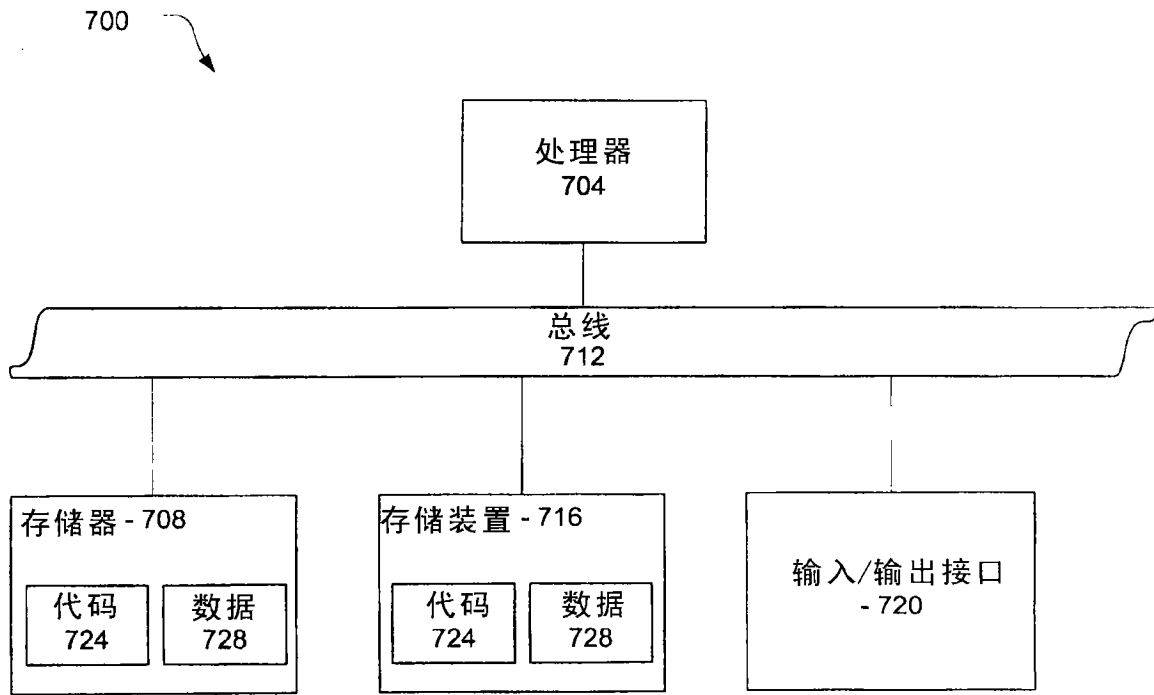 700
处理器
704
总线
712
存储器 - 708
代码
724
数据
728
存储装置 - 716
代码
724
数据
728
输入/输出接口
- 720